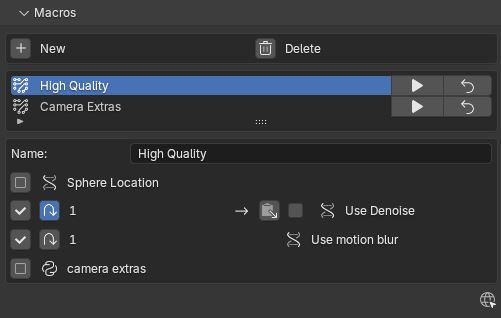 Macros
New Delete
High Quality
Camera Extras
Name: High Quality
Sphere Location
1 Use Denoise
1 Use motion blur
camera extras